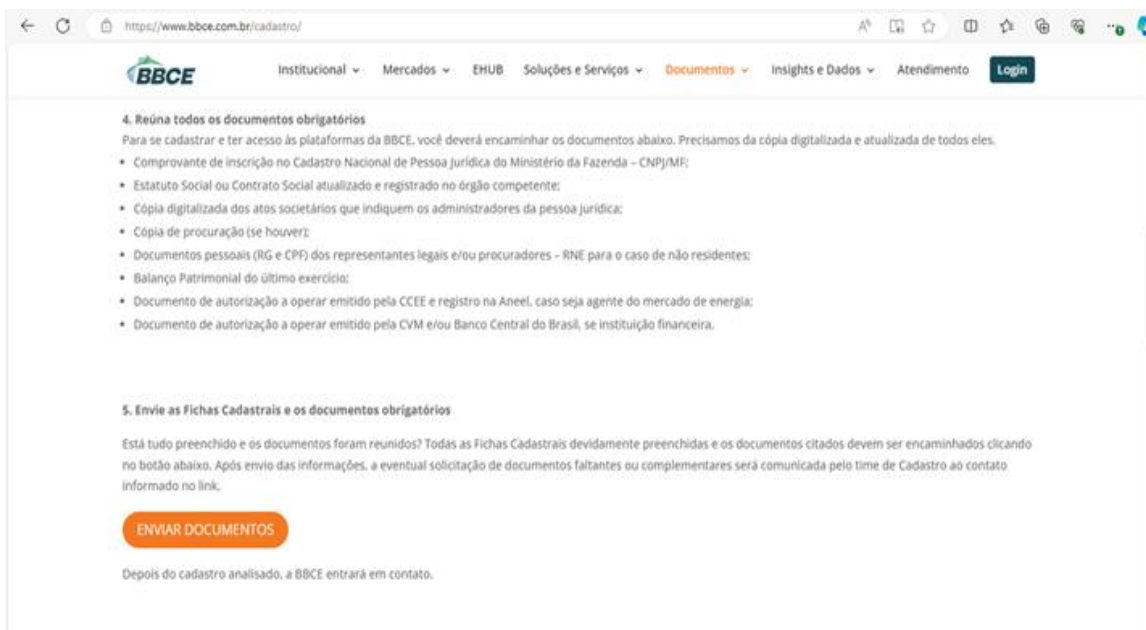 https://www.bbce.com.br/cadastro/
BBCE
Institucional
Mercados
EHUB
Soluções e Serviços
Documentos
Insights e Dados
Atendimento
Login
4. Reúna todos os documentos obrigatórios
Para se cadastrar e ter acesso às plataformas da BBCE, você deverá encaminhar os documentos abaixo. Precisamos da cópia digitalizada e atualizada de todos eles.
• Comprovante de inscrição no Cadastro Nacional de Pessoa Jurídica do Ministério da Fazenda – CNPJ/MF;
• Estatuto Social ou Contrato Social atualizado e registrado no órgão competente;
• Cópia digitalizada dos atos societários que indiquem os administradores da pessoa jurídica;
• Cópia de procuração (se houver);
• Documentos pessoais (RG e CPF) dos representantes legais e/ou procuradores – RNE para o caso de não residentes;
• Balanço Patrimonial do último exercício;
• Documento de autorização a operar emitido pela CCEE e registro na Aneel, caso seja agente do mercado de energia;
• Documento de autorização a operar emitido pela CVM e/ou Banco Central do Brasil, se instituição financeira.
5. Envie as Fichas Cadastrais e os documentos obrigatórios
Está tudo preenchido e os documentos foram reunidos? Todas as Fichas Cadastrais devidamente preenchidas e os documentos citados devem ser encaminhados clicando
no botão abaixo. Após envio das informações, a eventual solicitação de documentos faltantes ou complementares será comunicada pelo time de Cadastro ao contato
informado no link.
ENVIAR DOCUMENTOS
Depois do cadastro analisado, a BBCE entrará em contato.